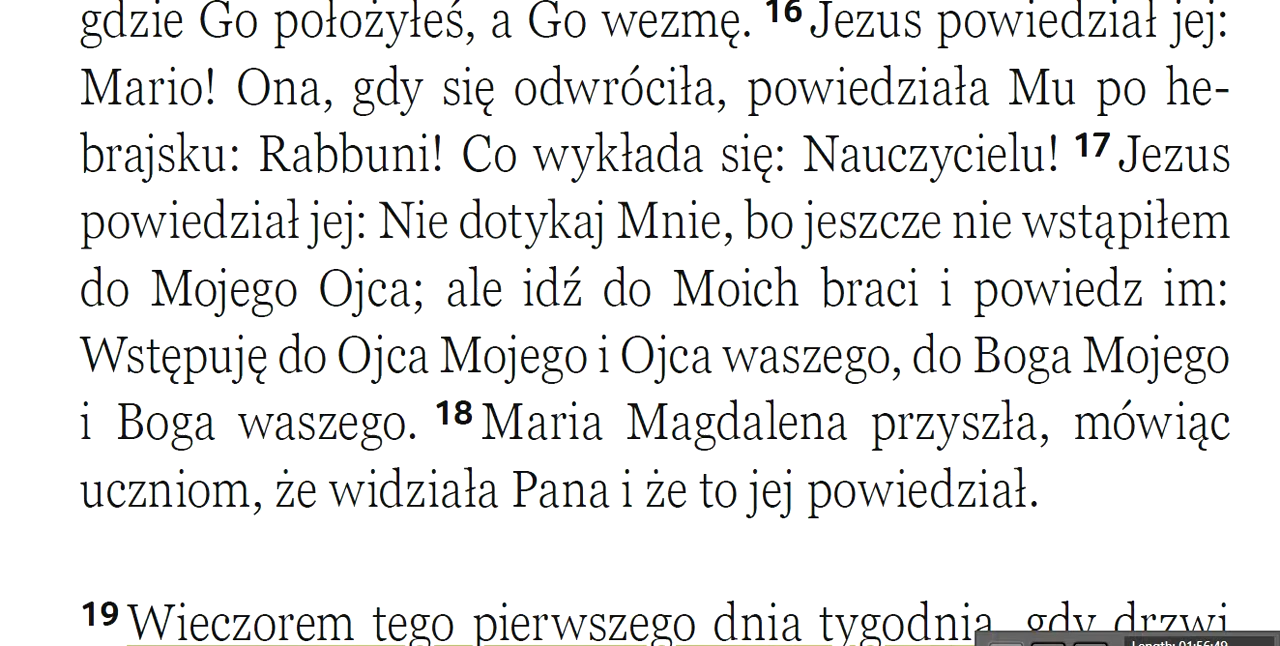 gdzie Go położyłeś, a Go wezmę. 16 Jezus powiedział jej:
Mario! Ona, gdy się odwróciła, powiedziała Mu po he-
brajsku: Rabbuni! Co wykłada się: Nauczycielu! 17 Jezus
powiedział jej: Nie dotykaj Mnie, bo jeszcze nie wstąpiłem
do Mojego Ojca; ale idź do Moich braci i powiedz im:
Wstępuję do Ojca Mojego i Ojca waszego, do Boga Mojego
i Boga waszego. 18 Maria Magdalena przyszła, mówiąc
uczniom, że widziała Pana i że to jej powiedział.
19 Wieczorem tego pierwszego dnia tygodnia, gdy drzwi
Length: 01:56:49